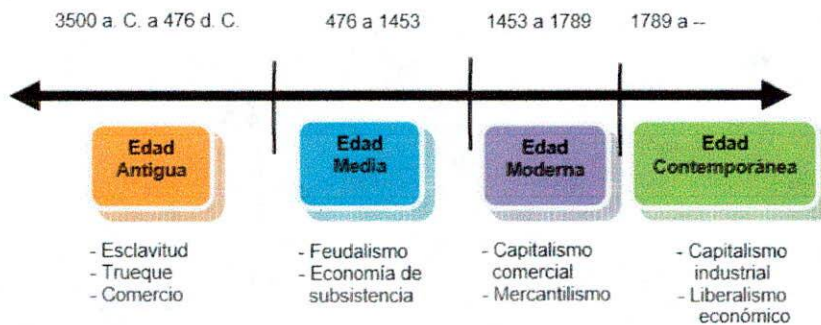 3500 a. C. a 476 d. C.
476 a 1453
1453 a 1789
1789 a --
Edad
Antigua
Edad
Media
Edad
Moderna
Edad
Contemporánea
- Esclavitud
- Trueque
- Comercio
- Feudalismo
- Economía de
subsistencia
- Capitalismo
comercial
- Mercantilismo
- Capitalismo
industrial
- Liberalismo
económico